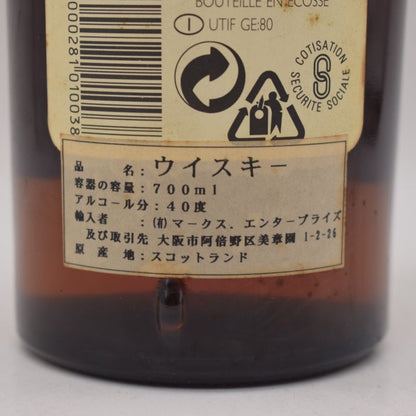 BOUTEILLE EN ECOSSE
I UTIF GE:80
000028101003
COTISATION
SECURITE SOCIALE
品名:ウイスキー
容器の容量:700ml
アルコール分:40度
輸入者:(有)マークス.エンタープライズ
及び取引先 大阪市阿倍野区美章園 1-2-26
原産地:スコットランド